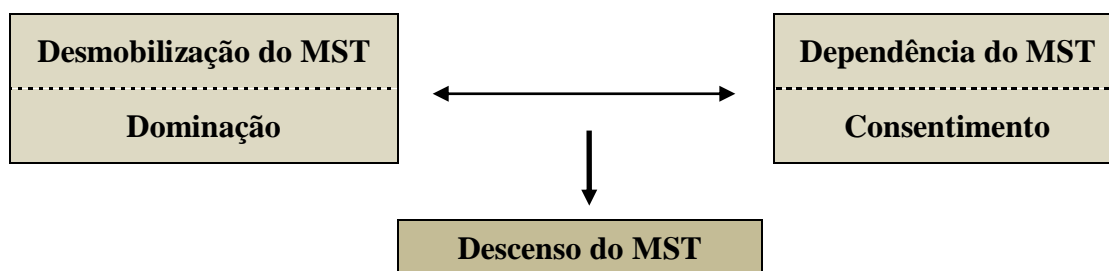 Desmobilização do MST
Dominação
Dependência do MST
Consentimento
Descenso do MST